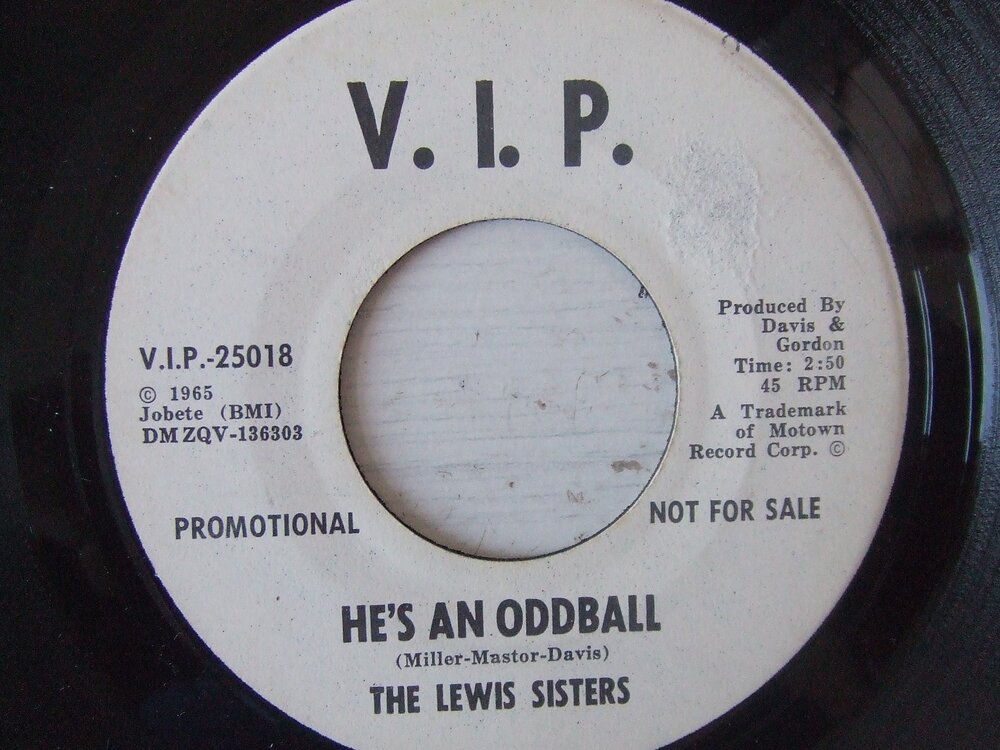 V. I. P.
V.I.P.-25018
© 1965
Jobete (BMI)
DM ZQV-136303
Produced By
Davis &
Gordon
Time: 2:50
45 RPM
A Trademark
of Motown
Record Corp. ©
PROMOTIONAL
NOT FOR SALE
HE'S AN ODDBALL
(Miller-Mastor-Davis)
THE LEWIS SISTERS